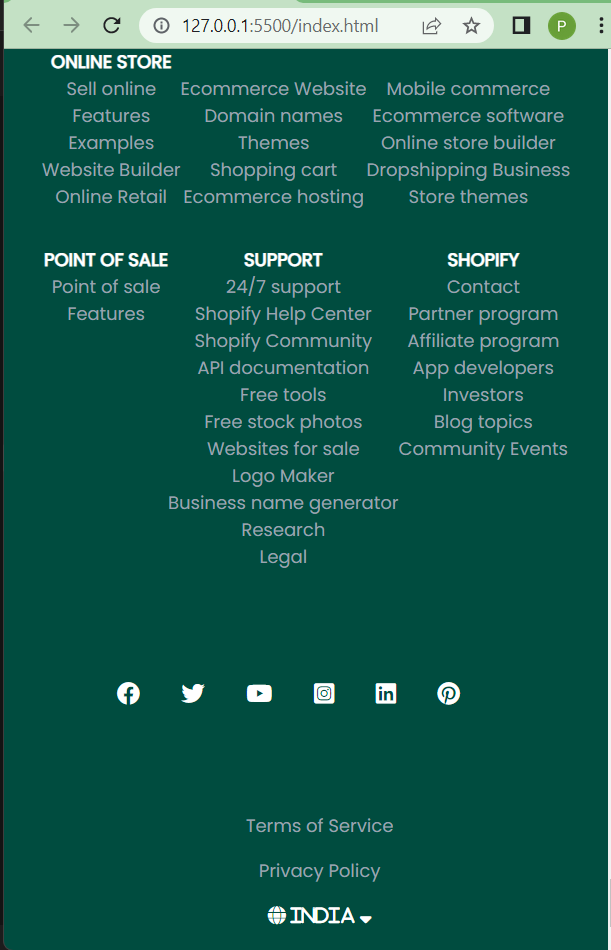 127.0.0.1:5500/index.html
P
ONLINE STORE
Sell online Ecommerce Website Mobile commerce
Features Domain names Ecommerce software
Examples Themes Online store builder
Website Builder Shopping cart Dropshipping Business
Online Retail Ecommerce hosting Store themes
POINT OF SALE SUPPORT SHOPIFY
Point of sale 24/7 support Contact
Features Shopify Help Center Partner program
Shopify Community Affiliate program
API documentation App developers
Free tools Investors
Free stock photos Blog topics
Websites for sale Community Events
Logo Maker
Business name generator
Research
Legal
Terms of Service
Privacy Policy
INDIA